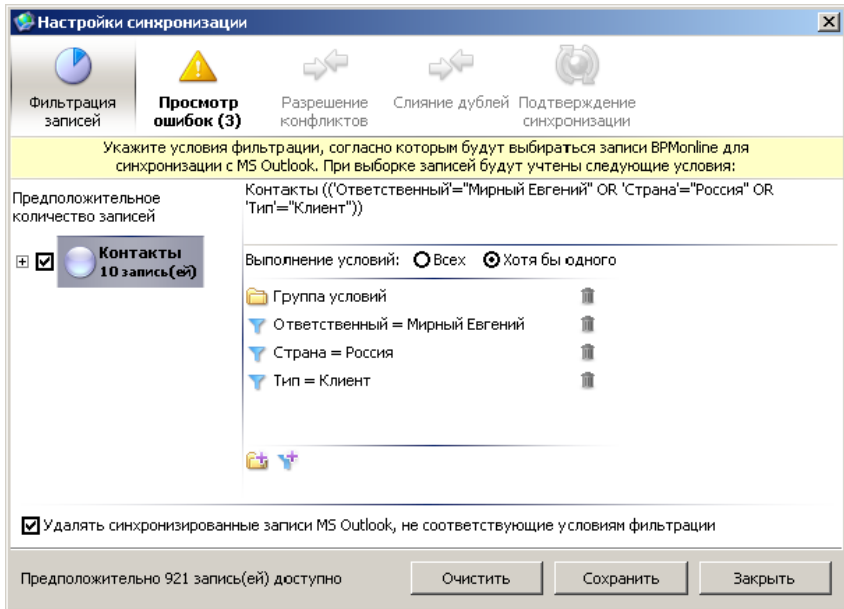 Настройки синхронизации
Фильтрация записей
Просмотр ошибок (3)
Разрешение конфликтов
Слияние дублей
Подтверждение синхронизации
Укажите условия фильтрации, согласно которым будут выбираться записи BPMonline для
синхронизации с MS Outlook. При выборке записей будут учтены следующие условия:
Предположительное
количество записей
Контакты
10 запись(ей)
Контакты (('Ответственный'="Мирный Евгений" OR 'Страна'="Россия" OR
'Тип'="Клиент"))
Выполнение условий: Всех Хотя бы одного
Группа условий
Ответственный = Мирный Евгений
Страна = Россия
Тип = Клиент
Удалять синхронизированные записи MS Outlook, не соответствующие условиям фильтрации
Предположительно 921 запись(ей) доступно
Очистить
Сохранить
Закрыть